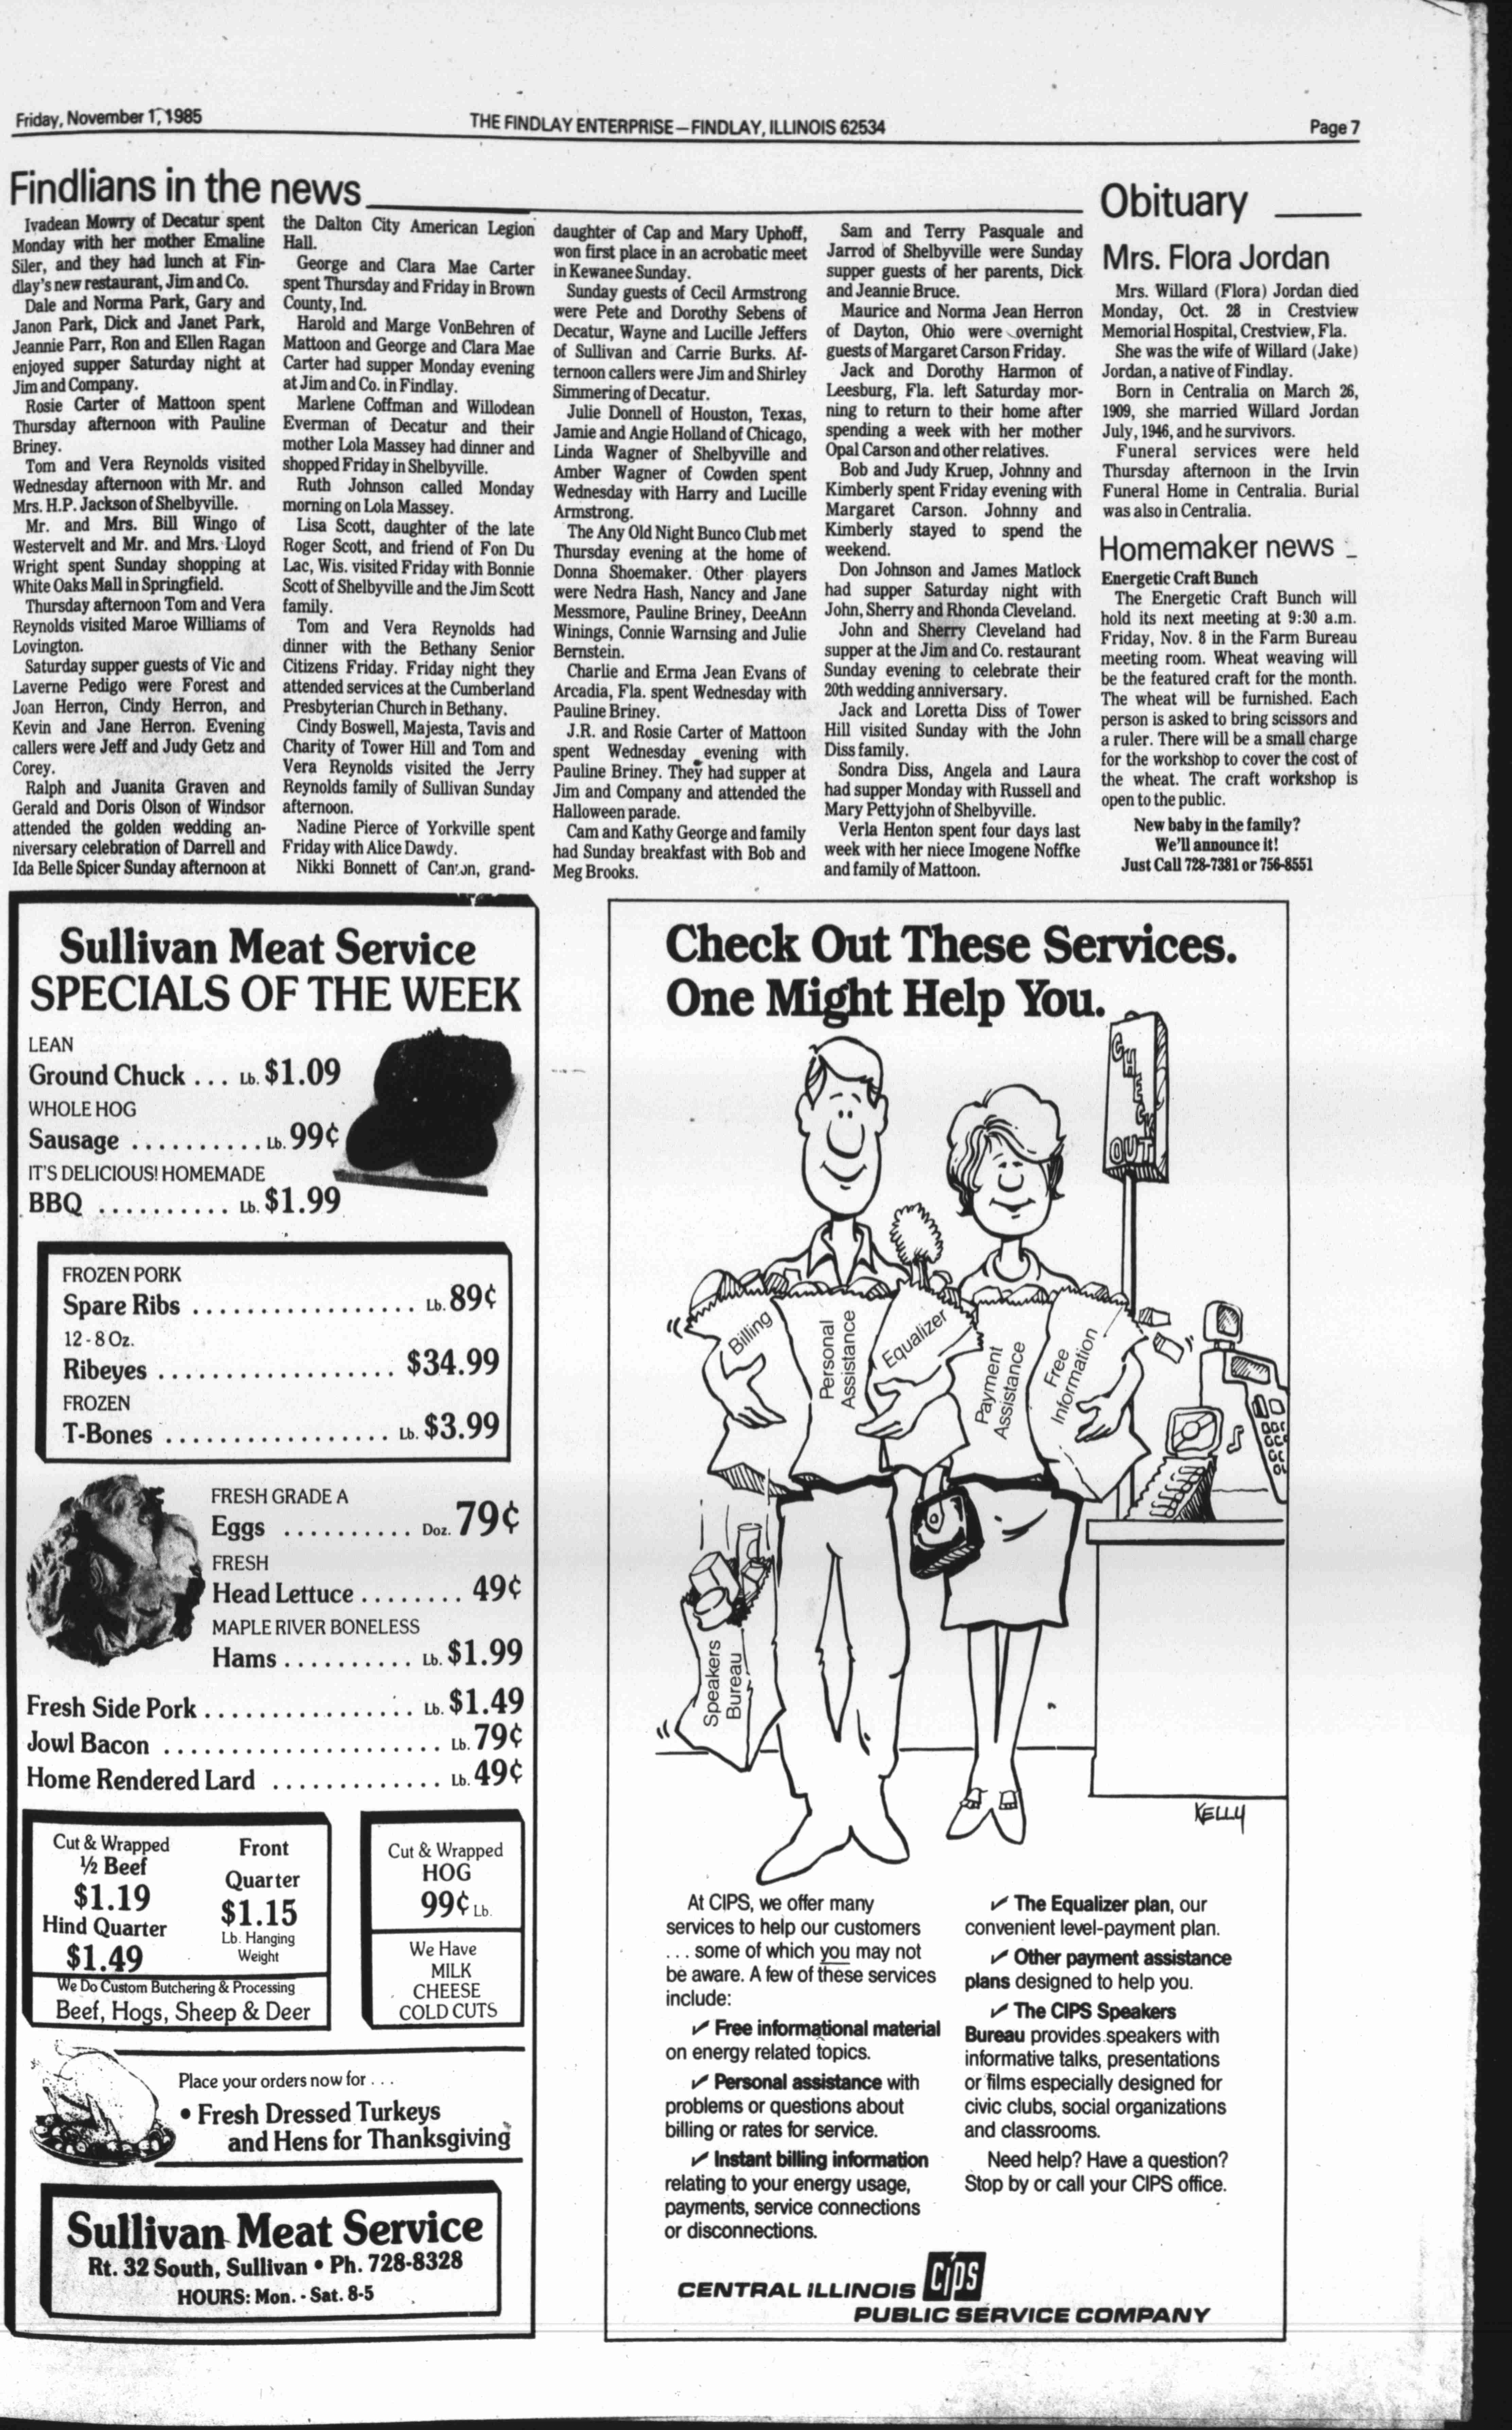 Friday, November 1, 1985
THE FINDLAY ENTERPRISE—FINDLAY, ILLINOIS 62534
Page 7
Findlians in the news
Ivadean Mowry of Decatur spent
Monday with her mother Emaline
Siler, and they had lunch at Fin-
dlay's new restaurant, Jim and Co.
Dale and Norma Park, Gary and
Janon Park, Dick and Janet Park,
Jeannie Parr, Ron and Ellen Ragan
enjoyed supper Saturday night at
Jim and Company.
Rosie Carter of Mattoon spent
Thursday afternoon with Pauline
Briney.
Tom and Vera Reynolds visited
Wednesday afternoon with Mr. and
Mrs. H.P. Jackson of Shelbyville.
Mr. and Mrs. Bill Wingo of
Westervelt and Mr. and Mrs. Lloyd
Wright spent Sunday shopping at
White Oaks Mall in Springfield.
Thursday afternoon Tom and Vera
Reynolds visited Maroe Williams of
Lovington.
Saturday supper guests of Vic and
Laverne Pedigo were Forest and
Joan Herron, Cindy Herron, and
Kevin and Jane Herron. Evening
callers were Jeff and Judy Getz and
Corey.
Ralph and Juanita Graven and
Gerald and Doris Olson of Windsor
attended the golden wedding an-
niversary celebration of Darrell and
Ida Belle Spicer Sunday afternoon at
the Dalton City American Legion
Hall.
George and Clara Mae Carter
spent Thursday and Friday in Brown
County, Ind.
Harold and Marge VonBehren of
Mattoon and George and Clara Mae
Carter had supper Monday evening
at Jim and Co. in Findlay.
Marlene Coffman and Willodean
Everman of Decatur and their
mother Lola Massey had dinner and
shopped Friday in Shelbyville.
Ruth Johnson called Monday
morning on Lola Massey.
Lisa Scott, daughter of the late
Roger Scott, and friend of Fon Du
Lac, Wis. visited Friday with Bonnie
Scott of Shelbyville and the Jim Scott
family.
Tom and Vera Reynolds had
dinner with the Bethany Senior
Citizens Friday. Friday night they
attended services at the Cumberland
Presbyterian Church in Bethany.
Cindy Boswell, Majesta, Tavis and
Charity of Tower Hill and Tom and
Vera Reynolds visited the Jerry
Reynolds family of Sullivan Sunday
afternoon.
Nadine Pierce of Yorkville spent
Friday with Alice Dawdy.
Nikki Bonnett of Canton, grand-
daughter of Cap and Mary Uphoff,
won first place in an acrobatic meet
in Kewanee Sunday.
Sunday guests of Cecil Armstrong
were Pete and Dorothy Sebens of
Decatur, Wayne and Lucille Jeffers
of Sullivan and Carrie Burks. Af-
ternoon callers were Jim and Shirley
Simmering of Decatur.
Julie Donnell of Houston, Texas,
Jamie and Angie Holland of Chicago,
Linda Wagner of Shelbyville and
Amber Wagner of Cowden spent
Wednesday with Harry and Lucille
Armstrong.
The Any Old Night Bunco Club met
Thursday evening at the home of
Donna Shoemaker. Other players
were Nedra Hash, Nancy and Jane
Messmore, Pauline Briney, DeeAnn
Winings, Connie Warnsing and Julie
Bernstein.
Charlie and Erma Jean Evans of
Arcadia, Fla. spent Wednesday with
Pauline Briney.
J.R. and Rosie Carter of Mattoon
spent Wednesday evening with
Pauline Briney. They had supper at
Jim and Company and attended the
Halloween parade.
Cam and Kathy George and family
had Sunday breakfast with Bob and
Meg Brooks.
Sam and Terry Pasquale and
Jarrod of Shelbyville were Sunday
supper guests of her parents, Dick
and Jeannie Bruce.
Maurice and Norma Jean Herron
of Dayton, Ohio were overnight
guests of Margaret Carson Friday.
Jack and Dorothy Harmon of
Leesburg, Fla. left Saturday mor-
ning to return to their home after
spending a week with her mother
Opal Carson and other relatives.
Bob and Judy Kruep, Johnny and
Kimberly spent Friday evening with
Margaret Carson. Johnny and
Kimberly stayed to spend the
weekend.
Don Johnson and James Matlock
had supper Saturday night with
John, Sherry and Rhonda Cleveland.
John and Sherry Cleveland had
supper at the Jim and Co. restaurant
Sunday evening to celebrate their
20th wedding anniversary.
Jack and Loretta Diss of Tower
Hill visited Sunday with the John
Diss family.
Sondra Diss, Angela and Laura
had supper Monday with Russell and
Mary Pettyjohn of Shelbyville.
Verla Henton spent four days last
week with her niece Imogene Noffke
and family of Mattoon.
Obituary
Mrs. Flora Jordan
Mrs. Willard (Flora) Jordan died
Monday, Oct. 28 in Crestview
Memorial Hospital, Crestview, Fla.
She was the wife of Willard (Jake)
Jordan, a native of Findlay.
Born in Centralia on March 26,
1909, she married Willard Jordan
July, 1946, and he survivors.
Funeral services were held
Thursday afternoon in the Irvin
Funeral Home in Centralia. Burial
was also in Centralia.
Homemaker news
Energetic Craft Bunch
The Energetic Craft Bunch will
hold its next meeting at 9:30 a.m.
Friday, Nov. 8 in the Farm Bureau
meeting room. Wheat weaving will
be the featured craft for the month.
The wheat will be furnished. Each
person is asked to bring scissors and
a ruler. There will be a small charge
for the workshop to cover the cost of
the wheat. The craft workshop is
open to the public.
New baby in the family?
We'll announce it!
Just Call 728-7381 or 756-8551
Sullivan Meat Service
SPECIALS OF THE WEEK
LEAN
Ground Chuck ... Lb. $1.09
WHOLE HOG
Sausage .......... Lb. 99¢
IT'S DELICIOUS! HOMEMADE
BBQ .......... Lb. $1.99
FROZEN PORK
Spare Ribs ................. Lb. 89¢
12 - 8 Oz.
Ribeyes .................. $34.99
FROZEN
T-Bones ................. Lb. $3.99
FRESH GRADE A
Eggs .......... Doz. 79¢
FRESH
Head Lettuce ........ 49¢
MAPLE RIVER BONELESS
Hams .......... Lb. $1.99
Fresh Side Pork ................ Lb. $1.49
Jowl Bacon ..................... Lb. 79¢
Home Rendered Lard ............. Lb. 49¢
Cut & Wrapped
½ Beef
$1.19
Hind Quarter
$1.49
Front
Quarter
$1.15
Lb. Hanging
Weight
We Do Custom Butchering & Processing
Beef, Hogs, Sheep & Deer
Cut & Wrapped
HOG
99¢ Lb.
We Have
MILK
CHEESE
COLD CUTS
Place your orders now for . . .
• Fresh Dressed Turkeys
and Hens for Thanksgiving
Sullivan Meat Service
Rt. 32 South, Sullivan • Ph. 728-8328
HOURS: Mon. - Sat. 8-5
Check Out These Services.
One Might Help You.
CHECK
OUT
Billing
Personal
Assistance
Equalizer
Payment
Assistance
Free
Information
Speakers
Bureau
KELLY
At CIPS, we offer many
services to help our customers
. . . some of which you may not
be aware. A few of these services
include:
✓ Free informational material
on energy related topics.
✓ Personal assistance with
problems or questions about
billing or rates for service.
✓ Instant billing information
relating to your energy usage,
payments, service connections
or disconnections.
✓ The Equalizer plan, our
convenient level-payment plan.
✓ Other payment assistance
plans designed to help you.
✓ The CIPS Speakers
Bureau provides speakers with
informative talks, presentations
or films especially designed for
civic clubs, social organizations
and classrooms.
Need help? Have a question?
Stop by or call your CIPS office.
CENTRAL ILLINOIS CIPS
PUBLIC SERVICE COMPANY